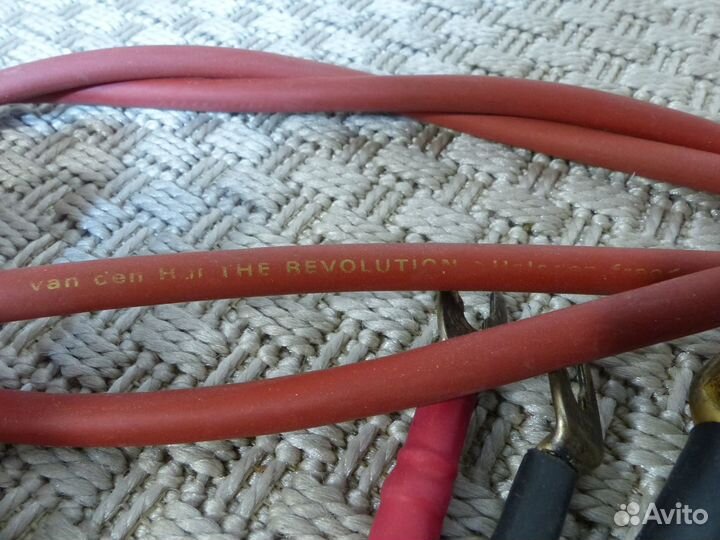 van den Hul THE REVOLUTION
Avito